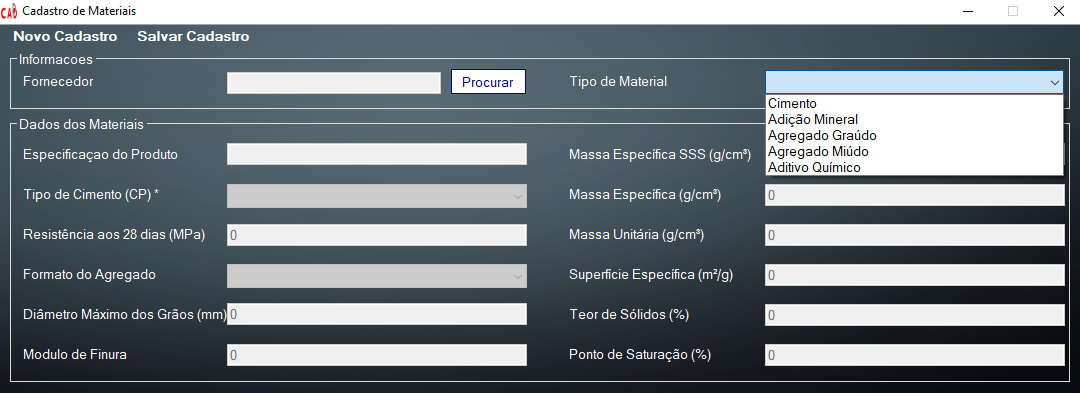 CAD Cadastro de Materiais
Novo Cadastro Salvar Cadastro
Informacoes
Fornecedor Procurar Tipo de Material
Cimento
Adição Mineral
Agregado Graúdo
Agregado Miúdo
Aditivo Químico
Dados dos Materiais
Especificaçao do Produto Massa Específica SSS (g/cm³)
Tipo de Cimento (CP) * Massa Específica (g/cm³) 0
Resistência aos 28 dias (MPa) 0 Massa Unitária (g/cm³) 0
Formato do Agregado Superfície Específica (m²/g) 0
Diâmetro Máximo dos Grãos (mm) 0 Teor de Sólidos (%) 0
Modulo de Finura 0 Ponto de Saturação (%) 0